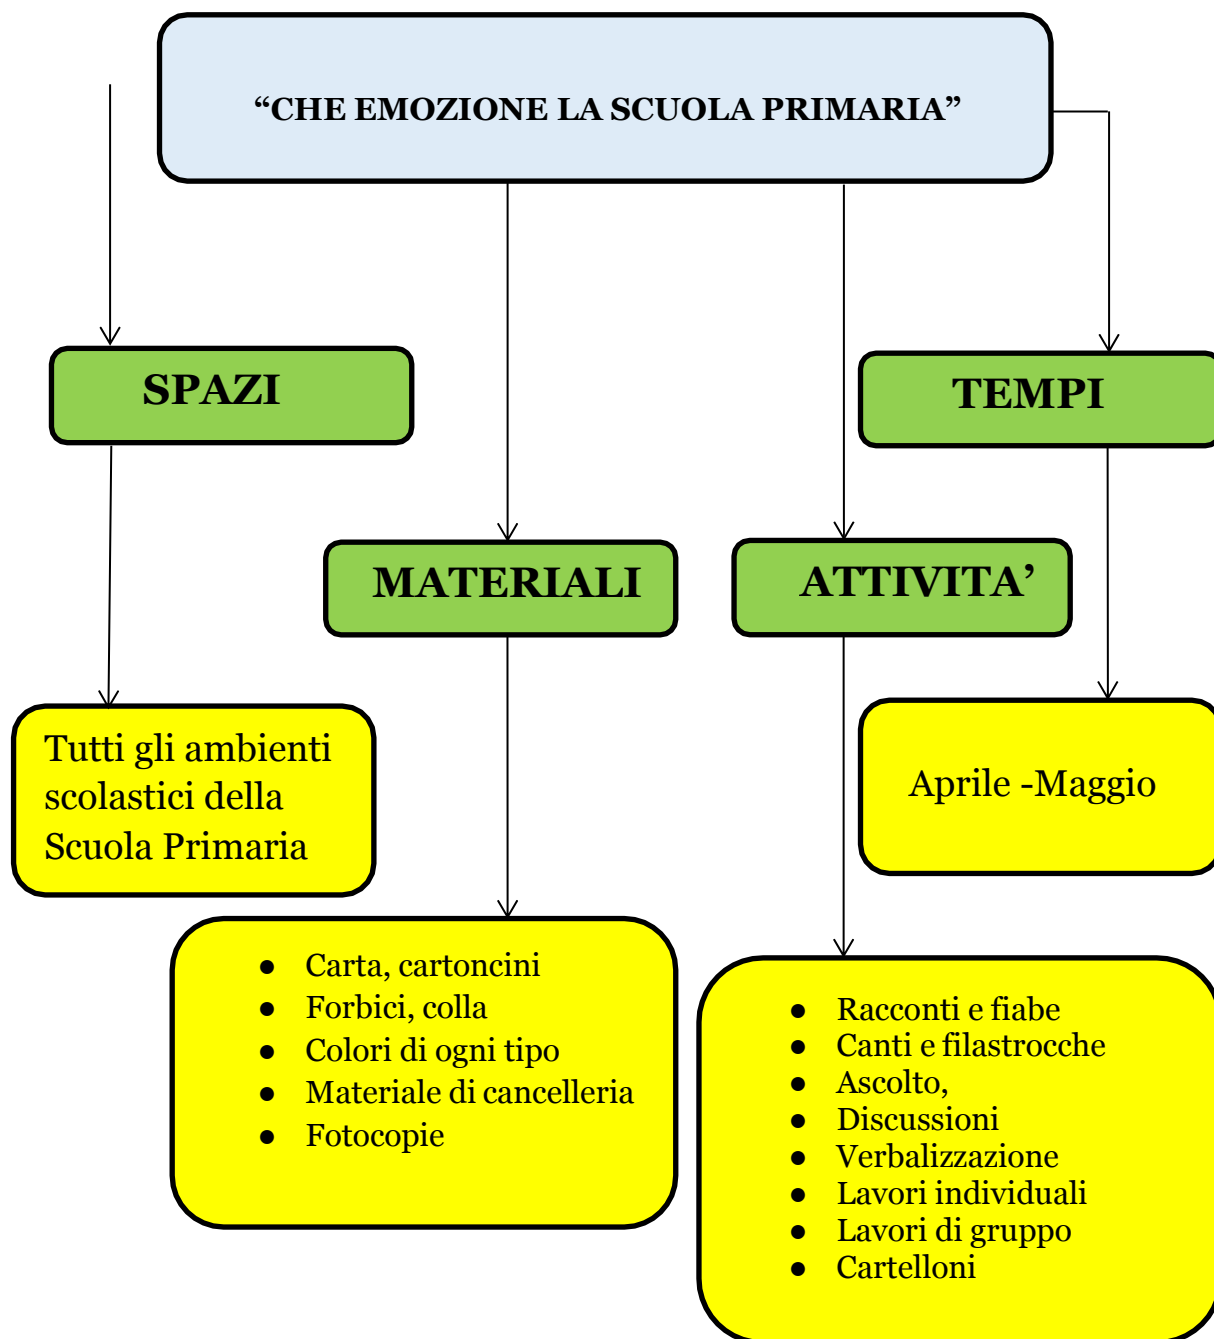 “CHE EMOZIONE LA SCUOLA PRIMARIA”
SPAZI
TEMPI
MATERIALI
ATTIVITA’
Tutti gli ambienti
scolastici della
Scuola Primaria
Aprile -Maggio
● Carta, cartoncini
● Forbici, colla
● Colori di ogni tipo
● Materiale di cancelleria
● Fotocopie
● Racconti e fiabe
● Canti e filastrocche
● Ascolto,
● Discussioni
● Verbalizzazione
● Lavori individuali
● Lavori di gruppo
● Cartelloni